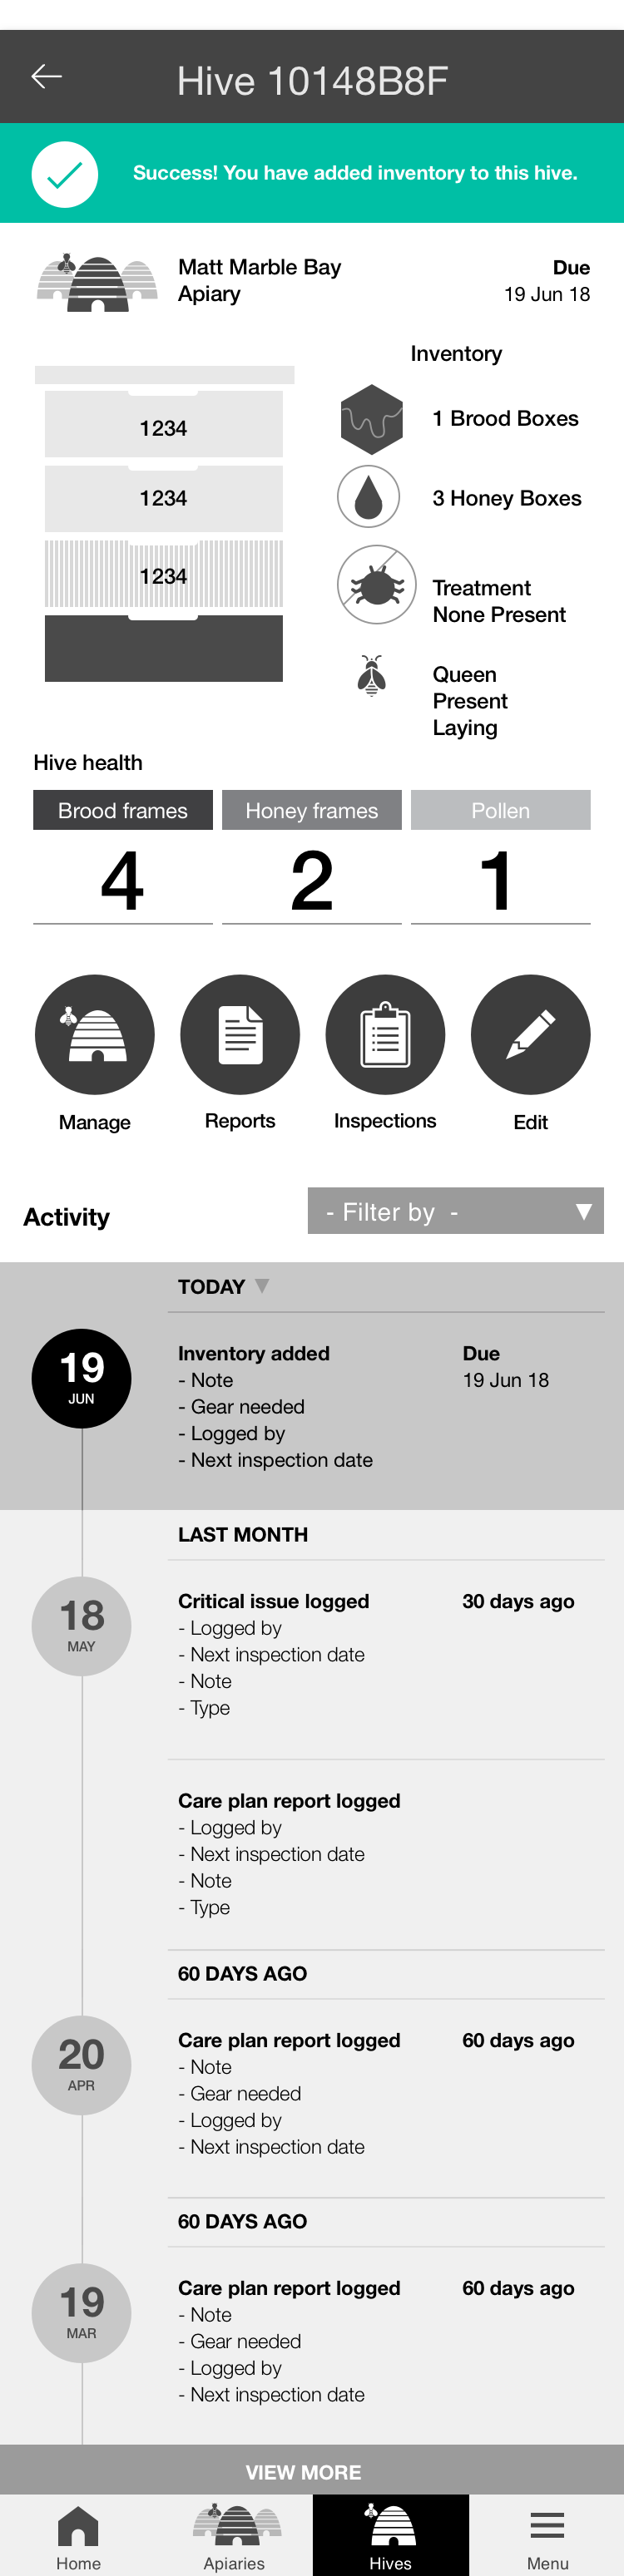 Hive 10148B8F
Success! You have added inventory to this hive.
Matt Marble Bay
Apiary
Due
19 Jun 18
Inventory
1234
1234
1234
1 Brood Boxes
3 Honey Boxes
Treatment
None Present
Queen
Present
Laying
Hive health
Brood frames
Honey frames
Pollen
4
2
1
Manage
Reports
Inspections
Edit
Activity
- Filter by -
TODAY
19
JUN
Inventory added
- Note
- Gear needed
- Logged by
- Next inspection date
Due
19 Jun 18
LAST MONTH
18
MAY
Critical issue logged
- Logged by
- Next inspection date
- Note
- Type
30 days ago
Care plan report logged
- Logged by
- Next inspection date
- Note
- Type
60 DAYS AGO
20
APR
Care plan report logged
- Note
- Gear needed
- Logged by
- Next inspection date
60 days ago
60 DAYS AGO
19
MAR
Care plan report logged
- Note
- Gear needed
- Logged by
- Next inspection date
60 days ago
VIEW MORE
Home
Apiaries
Hives
Menu